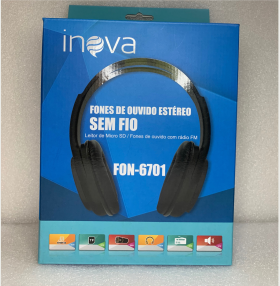 inova
FONES DE OUVIDO ESTÉREO
SEM FIO
Leitor de Micro SD / Fones de ouvido com rádio FM
FON-6701